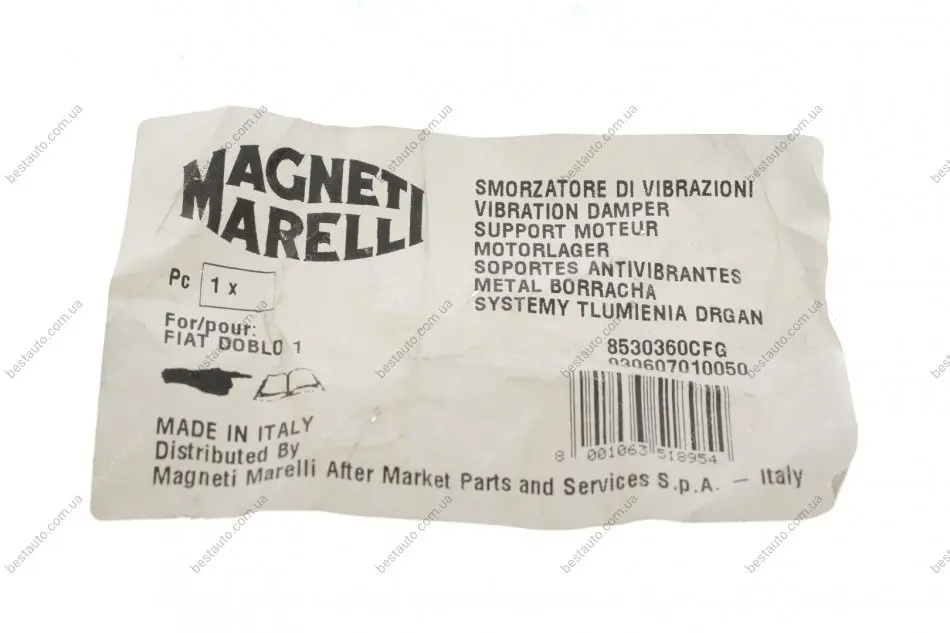 MAGNETI
MARELLI
Pc 1 x
For/pour:
FIAT DOBLO 1
SMORZATORE DI VIBRAZIONI
VIBRATION DAMPER
SUPPORT MOTEUR
MOTORLAGER
SOPORTES ANTIVIBRANTES
METAL BORRACHA
SYSTEMY TLUMIENIA DRGAN
8530360CFG
030607010050
8 001063 518954
MADE IN ITALY
Distributed By
Magneti Marelli After Market Parts and Services S.p.A. – Italy
bestauto.com.ua